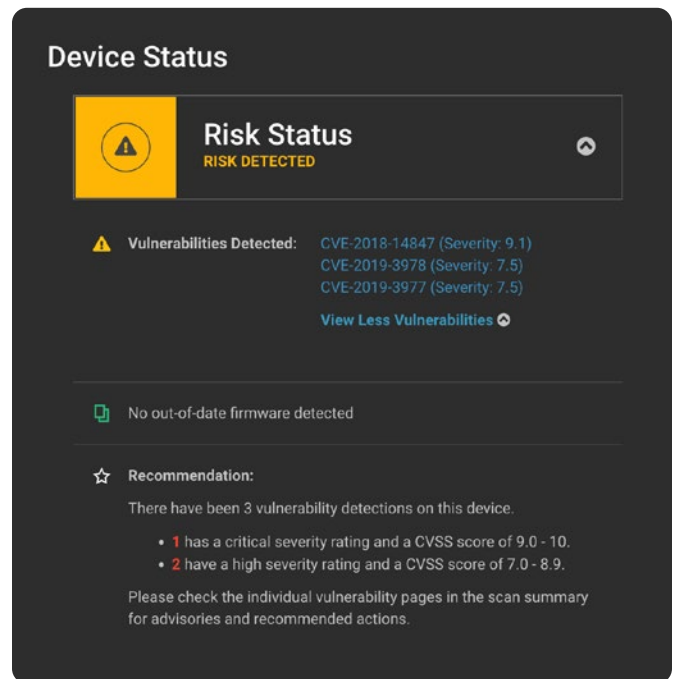 Device Status
Risk Status
RISK DETECTED
Vulnerabilities Detected:
CVE-2018-14847 (Severity: 9.1)
CVE-2019-3978 (Severity: 7.5)
CVE-2019-3977 (Severity: 7.5)
View Less Vulnerabilities
No out-of-date firmware detected
Recommendation:
There have been 3 vulnerability detections on this device.
• 1 has a critical severity rating and a CVSS score of 9.0 - 10.
• 2 have a high severity rating and a CVSS score of 7.0 - 8.9.
Please check the individual vulnerability pages in the scan summary
for advisories and recommended actions.